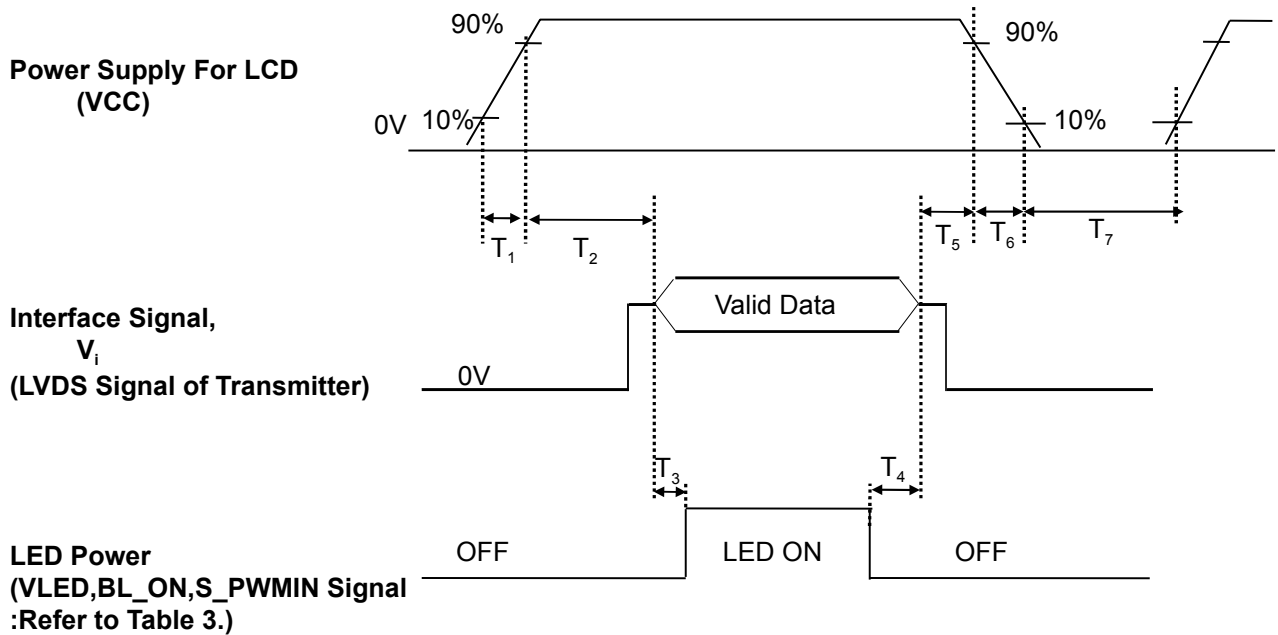 90%
90%
Power Supply For LCD
(VCC)
0V 10%
10%
T1
T2
T5
T6
T7
Valid Data
Interface Signal,
Vi
(LVDS Signal of Transmitter)
0V
T3
T4
OFF
LED ON
OFF
LED Power
(VLED,BL_ON,S_PWMIN Signal
:Refer to Table 3.)